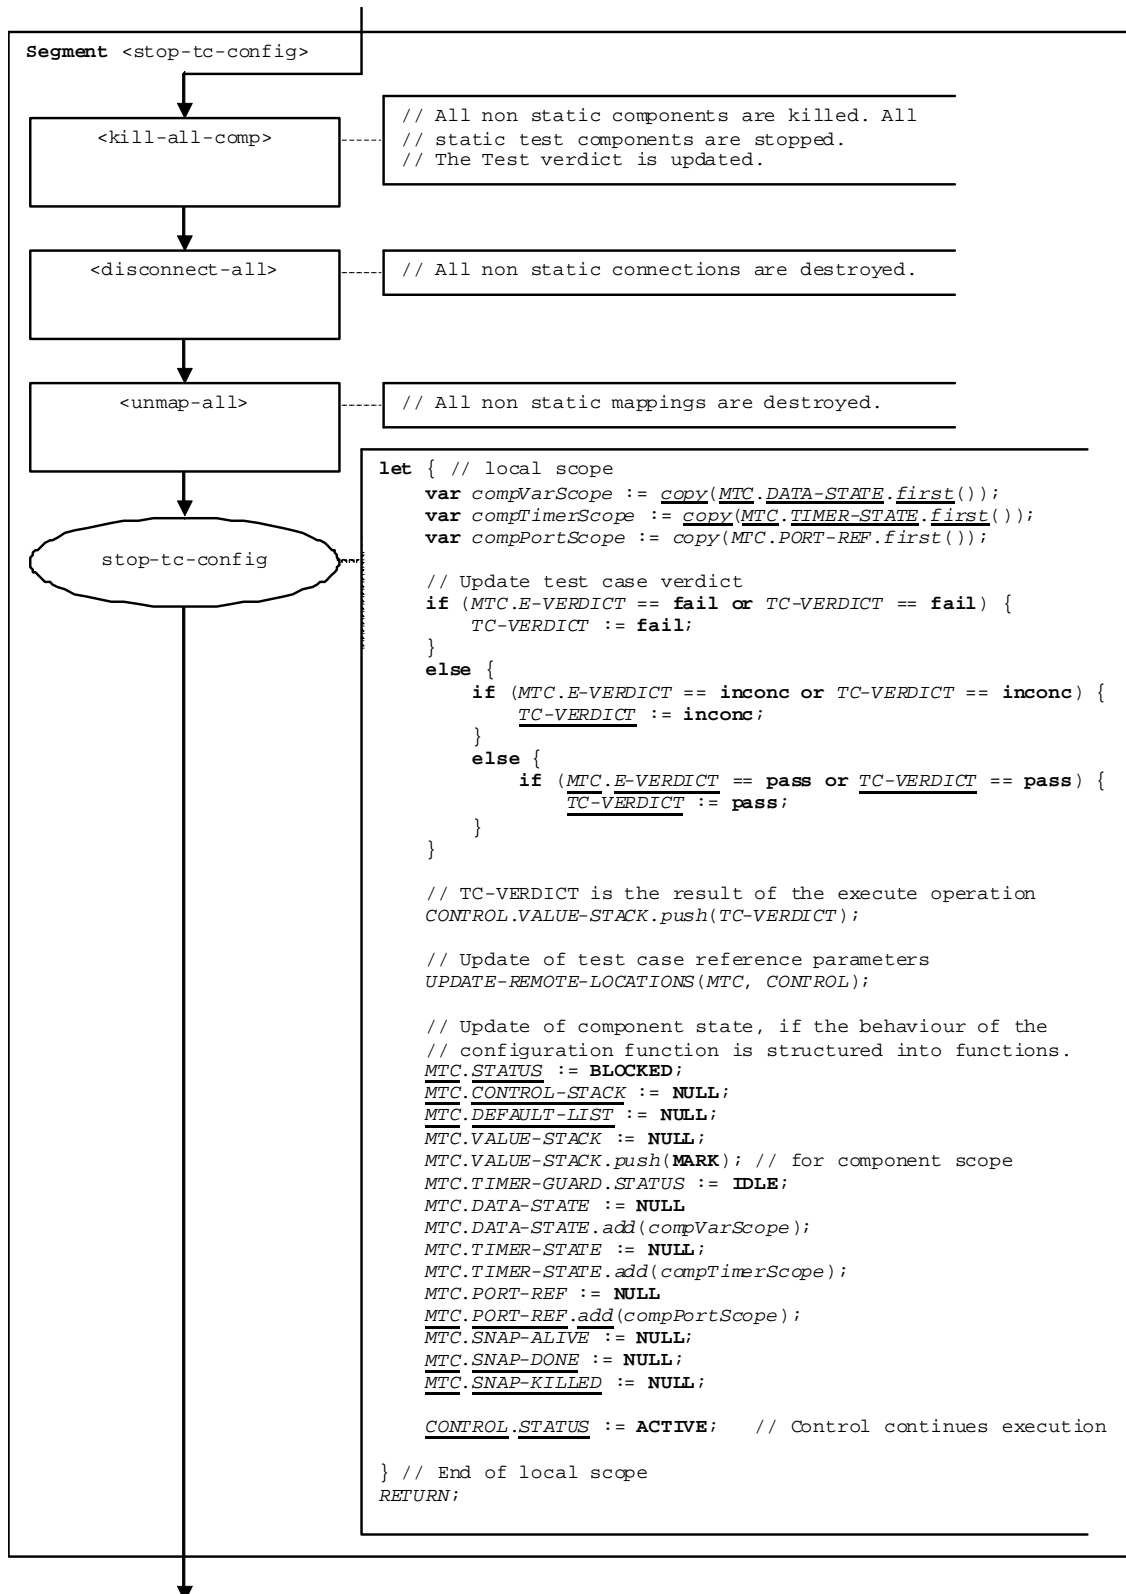 Segment <stop-tc-config>
<kill-all-comp>
// All non static components are killed. All
// static test components are stopped.
// The Test verdict is updated.
<disconnect-all>
// All non static connections are destroyed.
<unmap-all>
// All non static mappings are destroyed.
stop-tc-config
let { // local scope
var compVarScope := copy(MTC.DATA-STATE.first());
var compTimerScope := copy(MTC.TIMER-STATE.first());
var compPortScope := copy(MTC.PORT-REF.first());
// Update test case verdict
if (MTC.E-VERDICT == fail or TC-VERDICT == fail) {
TC-VERDICT := fail;
}
else {
if (MTC.E-VERDICT == inconc or TC-VERDICT == inconc) {
TC-VERDICT := inconc;
}
else {
if (MTC.E-VERDICT == pass or TC-VERDICT == pass) {
TC-VERDICT := pass;
}
}
// TC-VERDICT is the result of the execute operation
CONTROL.VALUE-STACK.push(TC-VERDICT);
// Update of test case reference parameters
UPDATE-REMOTE-LOCATIONS(MTC, CONTROL);
// Update of component state, if the behaviour of the
// configuration function is structured into functions.
MTC.STATUS := BLOCKED;
MTC.CONTROL-STACK := NULL;
MTC.DEFAULT-LIST := NULL;
MTC.VALUE-STACK := NULL;
MTC.VALUE-STACK.push(MARK); // for component scope
MTC.TIMER-GUARD.STATUS := IDLE;
MTC.DATA-STATE := NULL
MTC.DATA-STATE.add(compVarScope);
MTC.TIMER-STATE := NULL;
MTC.TIMER-STATE.add(compTimerScope);
MTC.PORT-REF := NULL
MTC.PORT-REF.add(compPortScope);
MTC.SNAP-ALIVE := NULL;
MTC.SNAP-DONE := NULL;
MTC.SNAP-KILLED := NULL;
CONTROL.STATUS := ACTIVE; // Control continues execution
} // End of local scope
RETURN;